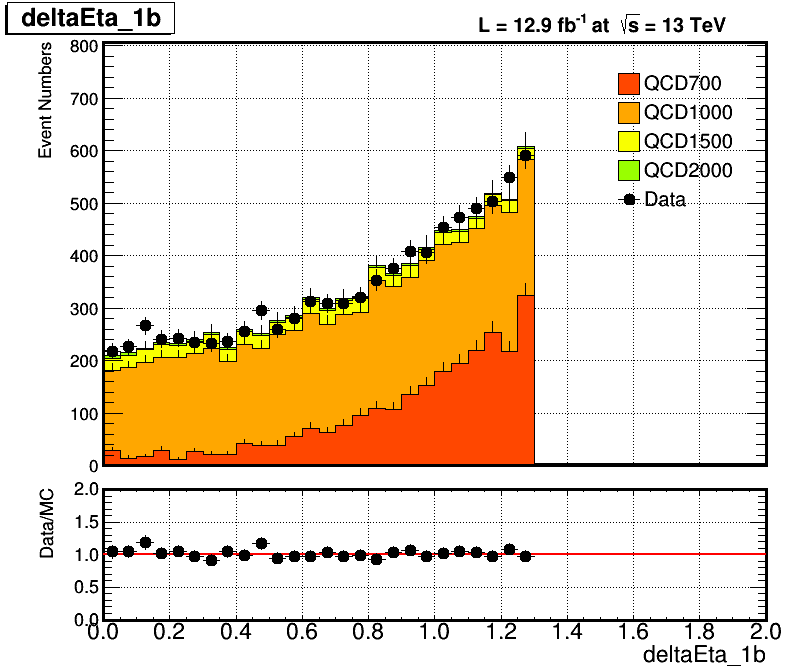 deltaEta_1b
L = 12.9 fb⁻¹ at √s = 13 TeV
Event Numbers
800
700
600
500
400
300
200
100
0
QCD700
QCD1000
QCD1500
QCD2000
Data
Data/MC
2.0
1.5
1.0
0.5
0.0
0.0 0.2 0.4 0.6 0.8 1.0 1.2 1.4 1.6 1.8 2.0
deltaEta_1b